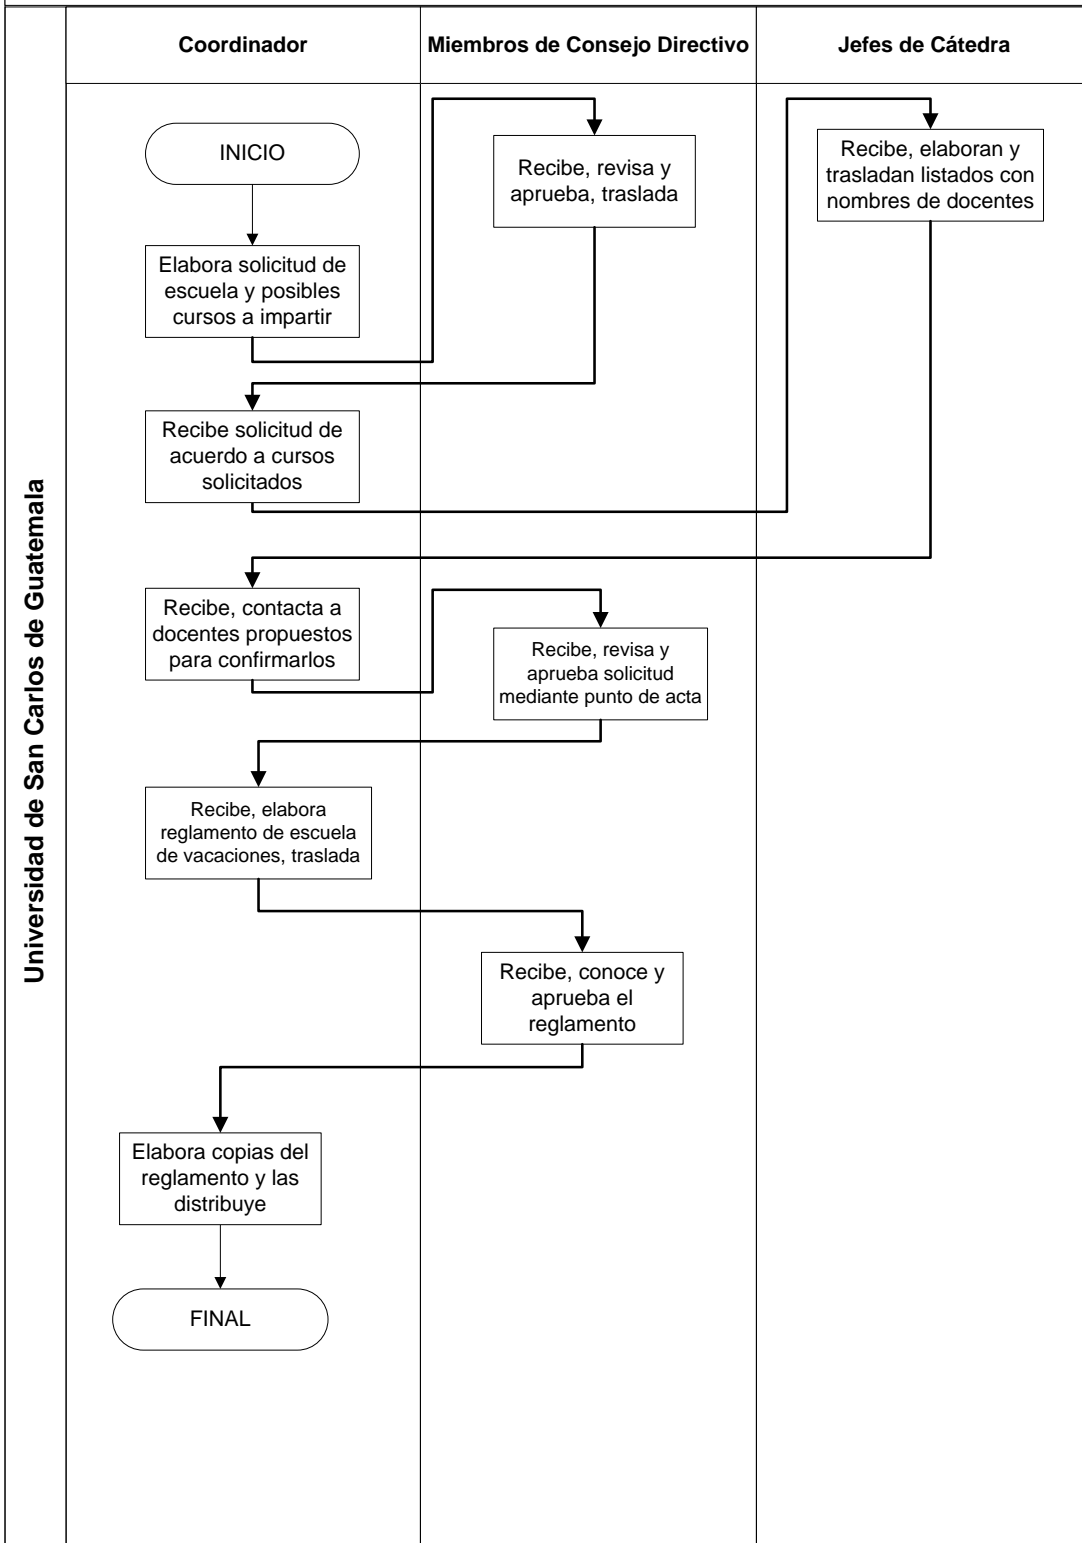 Coordinador
Miembros de Consejo Directivo
Jefes de Cátedra
Universidad de San Carlos de Guatemala
INICIO
Elabora solicitud de
escuela y posibles
cursos a impartir
Recibe, revisa y
aprueba, traslada
Recibe solicitud de
acuerdo a cursos
solicitados
Recibe, elaboran y
trasladan listados con
nombres de docentes
Recibe, contacta a
docentes propuestos
para confirmarlos
Recibe, revisa y
aprueba solicitud
mediante punto de acta
Recibe, elabora
reglamento de escuela
de vacaciones, traslada
Recibe, conoce y
aprueba el
reglamento
Elabora copias del
reglamento y las
distribuye
FINAL